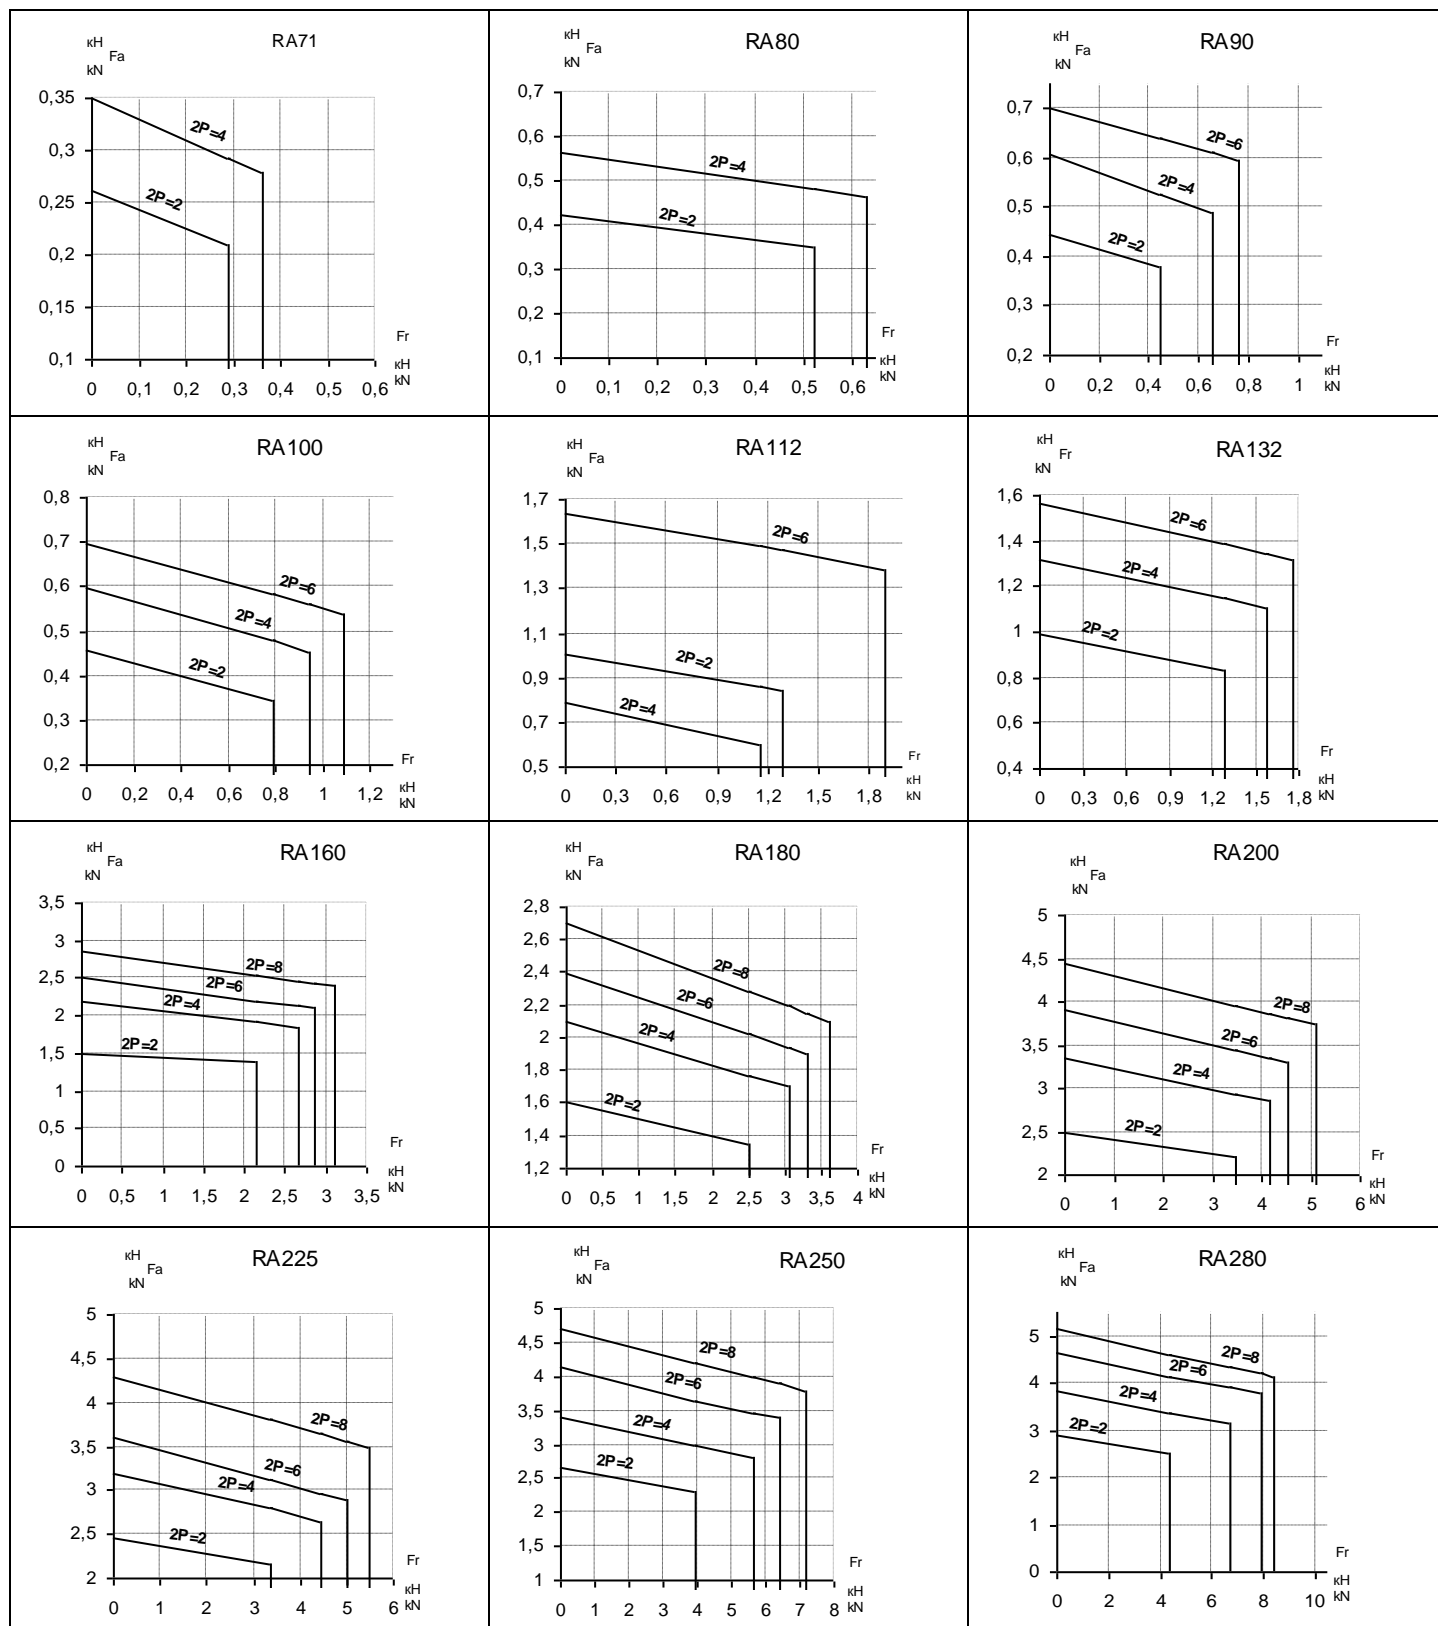 RA71
кН
Fa
kN
0,35
0,3
0,25
0,2
0,15
0,1
2P=4
2P=2
Fr
кН
kN
0 0,1 0,2 0,3 0,4 0,5 0,6
RA80
кН
Fa
kN
0,7
0,6
0,5
0,4
0,3
0,2
0,1
2P=4
2P=2
Fr
кН
kN
0 0,1 0,2 0,3 0,4 0,5 0,6
RA90
кН
Fa
kN
0,7
0,6
0,5
0,4
0,3
0,2
2P=6
2P=4
2P=2
Fr
кН
kN
0 0,2 0,4 0,6 0,8 1
RA100
кН
Fa
kN
0,8
0,7
0,6
0,5
0,4
0,3
0,2
2P=6
2P=4
2P=2
Fr
кН
kN
0 0,2 0,4 0,6 0,8 1 1,2
RA112
кН
Fa
kN
1,7
1,5
1,3
1,1
0,9
0,7
0,5
2P=6
2P=2
2P=4
Fr
кН
kN
0 0,3 0,6 0,9 1,2 1,5 1,8
RA132
кН
Fr
kN
1,6
1,4
1,2
1
0,8
0,6
0,4
2P=6
2P=4
2P=2
Fr
кН
kN
0 0,3 0,6 0,9 1,2 1,5 1,8
RA160
кН
Fa
kN
3,5
3
2,5
2
1,5
1
0,5
0
2P=8
2P=6
2P=4
2P=2
Fr
кН
kN
0 0,5 1 1,5 2 2,5 3 3,5
RA180
кН
Fa
kN
2,8
2,6
2,4
2,2
2
1,8
1,6
1,4
1,2
2P=8
2P=6
2P=4
2P=2
Fr
кН
kN
0 0,5 1 1,5 2 2,5 3 3,5 4
RA200
кН
Fa
kN
5
4,5
4
3,5
3
2,5
2
2P=8
2P=6
2P=4
2P=2
Fr
кН
kN
0 1 2 3 4 5 6
RA225
кН
Fa
kN
5
4,5
4
3,5
3
2,5
2
2P=8
2P=6
2P=4
2P=2
Fr
кН
kN
0 1 2 3 4 5 6
RA250
кН
Fa
kN
5
4,5
4
3,5
3
2,5
2
1,5
1
2P=8
2P=6
2P=4
2P=2
Fr
кН
kN
0 1 2 3 4 5 6 7 8
RA280
кН
Fa
kN
5
4
3
2
1
0
2P=8
2P=6
2P=4
2P=2
Fr
кН
kN
0 2 4 6 8 10